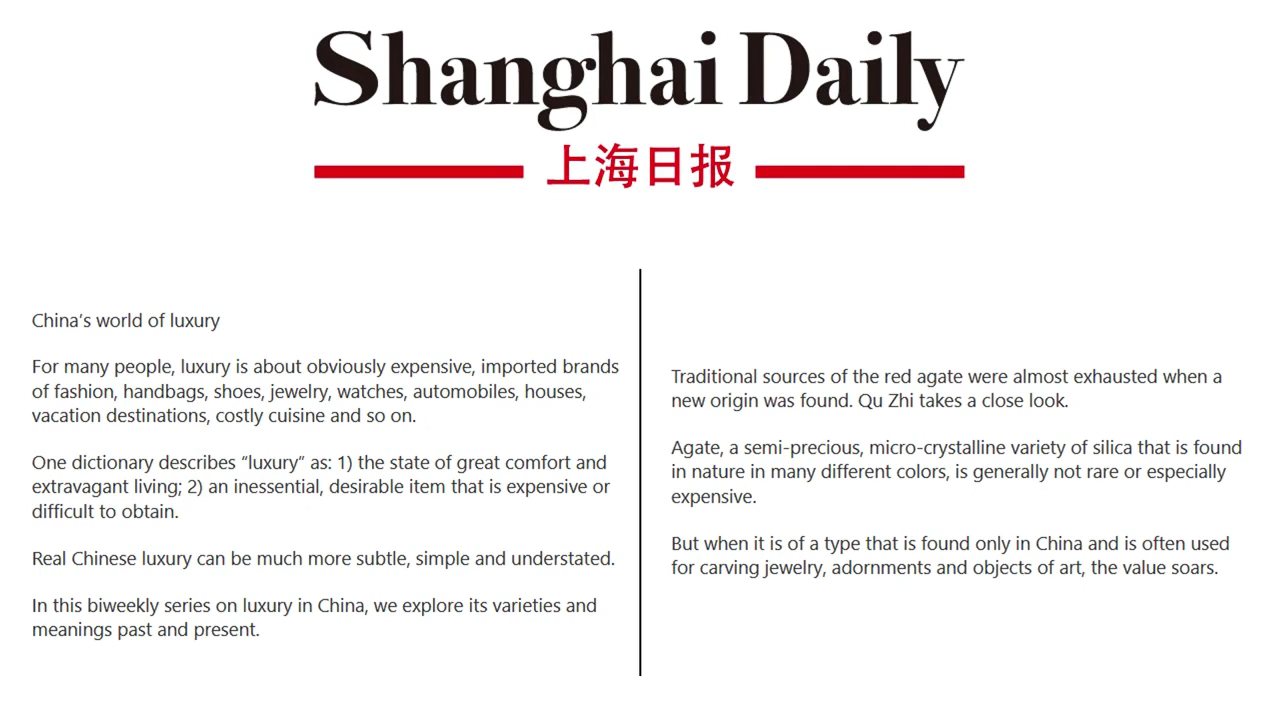 Shanghai Daily
上海日报
China's world of luxury
For many people, luxury is about obviously expensive, imported brands
of fashion, handbags, shoes, jewelry, watches, automobiles, houses,
vacation destinations, costly cuisine and so on.
One dictionary describes “luxury” as: 1) the state of great comfort and
extravagant living; 2) an inessential, desirable item that is expensive or
difficult to obtain.
Real Chinese luxury can be much more subtle, simple and understated.
In this biweekly series on luxury in China, we explore its varieties and
meanings past and present.
Traditional sources of the red agate were almost exhausted when a
new origin was found. Qu Zhi takes a close look.
Agate, a semi-precious, micro-crystalline variety of silica that is found
in nature in many different colors, is generally not rare or especially
expensive.
But when it is of a type that is found only in China and is often used
for carving jewelry, adornments and objects of art, the value soars.